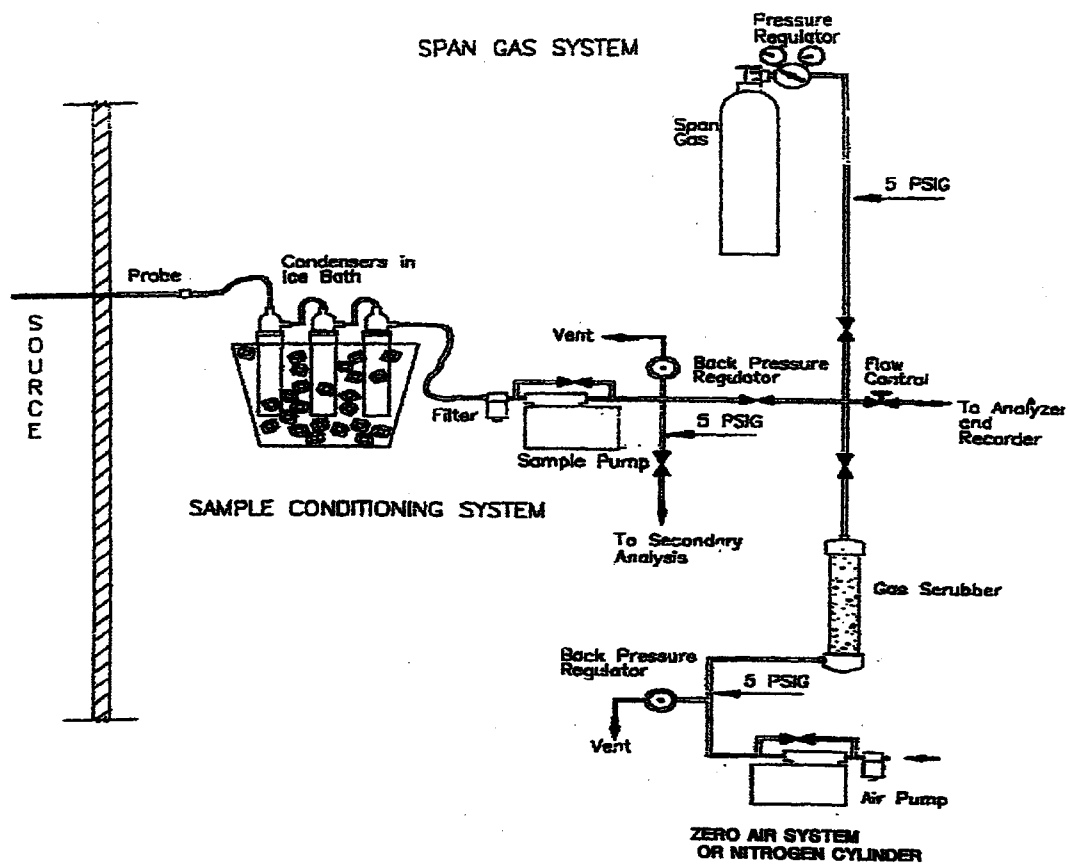 SPAN GAS SYSTEM
Pressure
Regulator
Span
Gas
5 PSIG
Probe
Condensers in
Ice Bath
SOURCE
Vent
Back Pressure
Regulator
Flow
Control
Filter
5 PSIG
To Analyzer
and
Recorder
Sample Pump
SAMPLE CONDITIONING SYSTEM
To Secondary
Analysis
Gas Scrubber
Back Pressure
Regulator
5 PSIG
Vent
Air Pump
ZERO AIR SYSTEM
OR NITROGEN CYLINDER